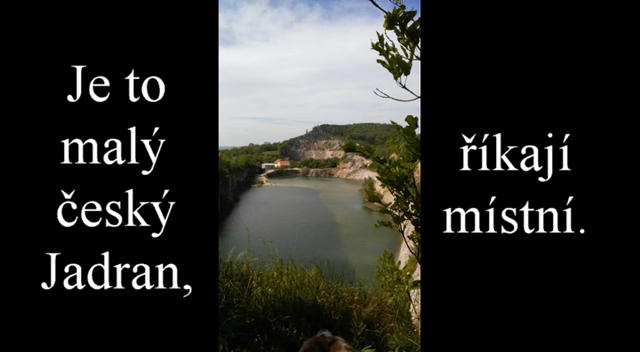 Je to
malý
český
Jadran,
říkají
místní.